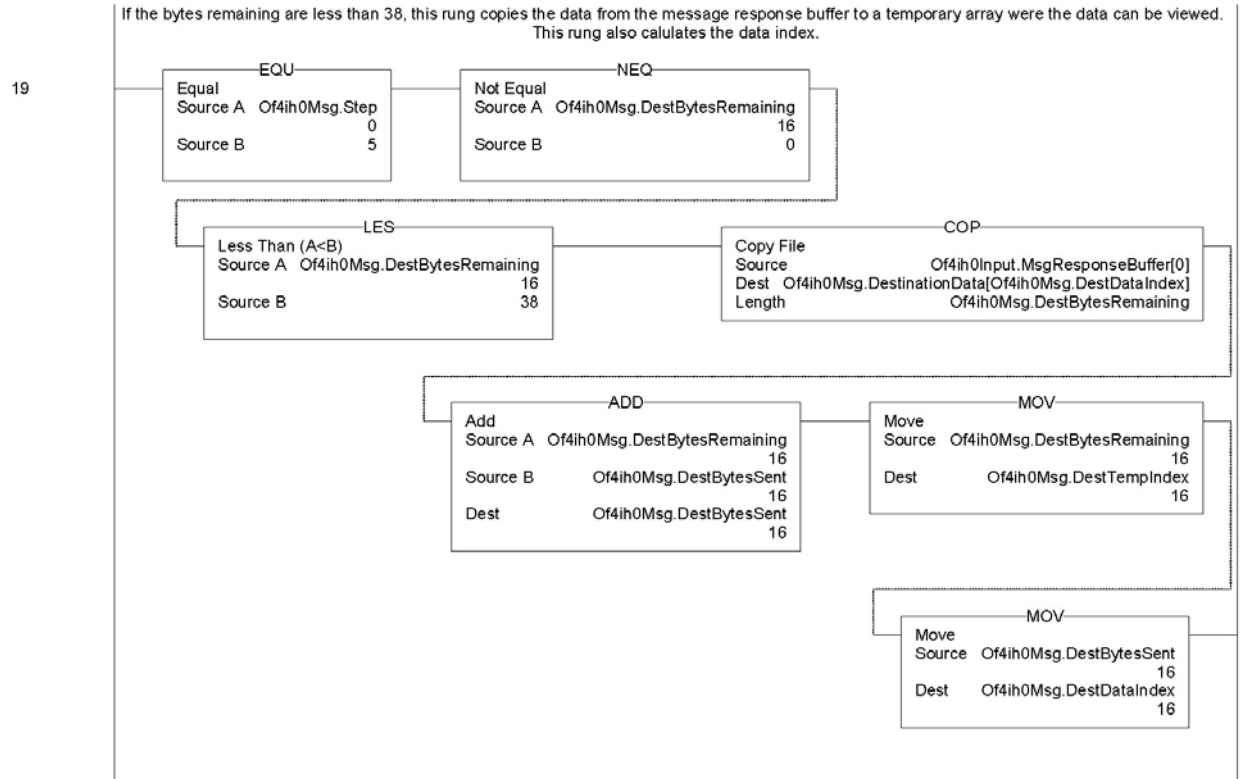 If the bytes remaining are less than 38, this rung copies the data from the message response buffer to a temporary array were the data can be viewed.
This rung also calulates the data index.
19
EQU
Equal
Source A Of4ih0Msg.Step
0
Source B 5
NEQ
Not Equal
Source A Of4ih0Msg.DestBytesRemaining
16
Source B 0
LES
Less Than (A<B)
Source A Of4ih0Msg.DestBytesRemaining
16
Source B 38
COP
Copy File
Source Of4ih0Input.MsgResponseBuffer[0]
Dest Of4ih0Msg.DestinationData[Of4ih0Msg.DestDataIndex]
Length Of4ih0Msg.DestBytesRemaining
ADD
Add
Source A Of4ih0Msg.DestBytesRemaining
16
Source B Of4ih0Msg.DestBytesSent
16
Dest Of4ih0Msg.DestBytesSent
16
MOV
Move
Source Of4ih0Msg.DestBytesRemaining
16
Dest Of4ih0Msg.DestTempIndex
16
MOV
Move
Source Of4ih0Msg.DestBytesSent
16
Dest Of4ih0Msg.DestDataIndex
16